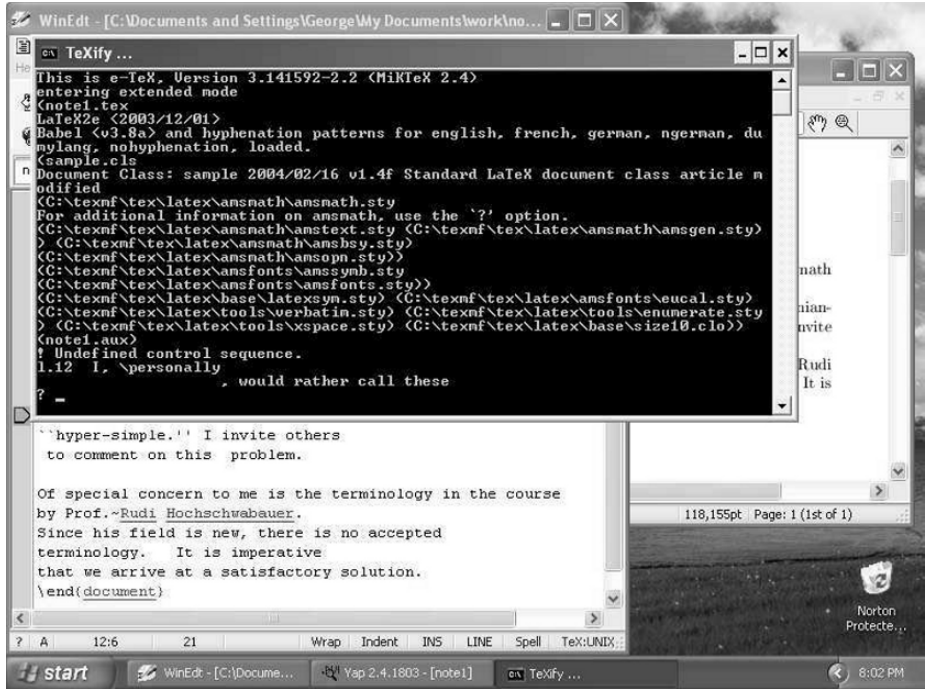 WinEdt - [C:\Documents and Settings\George\My Documents\work\no...
TeXify ...
This is e-TeX, Version 3.141592-2.2 (MiKTeX 2.4)
entering extended mode
(note1.tex
LaTeX2e <2003/12/01>
Babel <v3.8a> and hyphenation patterns for english, french, german, ngerman, du
mylang, nohyphenation, loaded.
(sample.cls
Document Class: sample 2004/02/16 v1.4f Standard LaTeX document class article m
odified
(C:\texmf\tex\latex\amsmath\amsmath.sty
For additional information on amsmath, use the `?' option.
(C:\texmf\tex\latex\amsmath\amstext.sty (C:\texmf\tex\latex\amsmath\amsgen.sty)
) (C:\texmf\tex\latex\amsmath\amsbsy.sty)
(C:\texmf\tex\latex\amsmath\amsopn.sty))
(C:\texmf\tex\latex\amsfonts\amssymb.sty
(C:\texmf\tex\latex\amsfonts\amsfonts.sty))
(C:\texmf\tex\latex\base\latexsym.sty) (C:\texmf\tex\latex\amsfonts\eucal.sty)
(C:\texmf\tex\latex\tools\verbatim.sty) (C:\texmf\tex\latex\tools\enumerate.sty
) (C:\texmf\tex\latex\tools\xspace.sty) (C:\texmf\tex\latex\base\size10.clo))
(note1.aux)
! Undefined control sequence.
l.12  I, \personally
, would rather call these
? _
math
nian-
nvite
Rudi
It is
``hyper-simple.'' I invite others
to comment on this  problem.
Of special concern to me is the terminology in the course
by Prof.~Rudi Hochschwabauer.
Since his field is new, there is no accepted
terminology.   It is imperative
that we arrive at a satisfactory solution.
\end{document}
118,155pt Page: 1 (1st of 1)
Norton
Protecte...
? A 12:6 21 Wrap Indent INS LINE Spell TeX:UNIX
start WinEdt - [C:\Docume... Yap 2.4.1803 - [note1] TeXify ... 8:02 PM